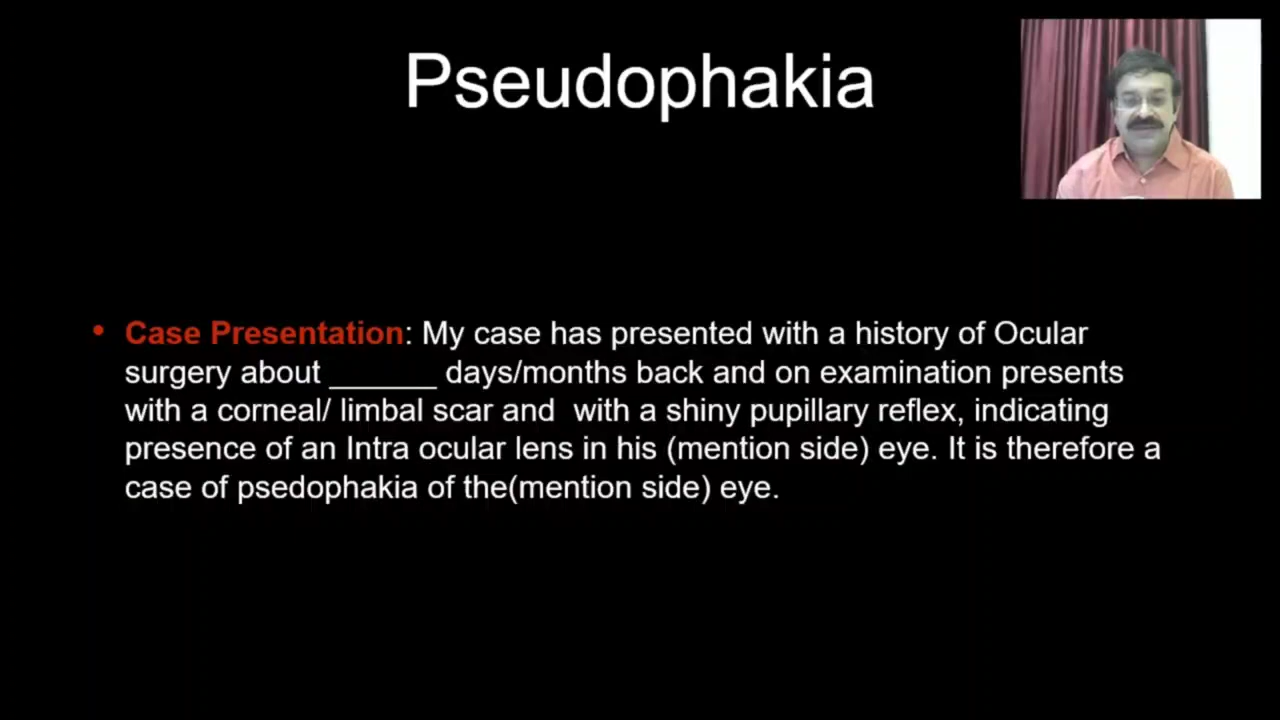 Pseudophakia
• Case Presentation: My case has presented with a history of Ocular
surgery about ______ days/months back and on examination presents
with a corneal/ limbal scar and  with a shiny pupillary reflex, indicating
presence of an Intra ocular lens in his (mention side) eye. It is therefore a
case of psedophakia of the(mention side) eye.